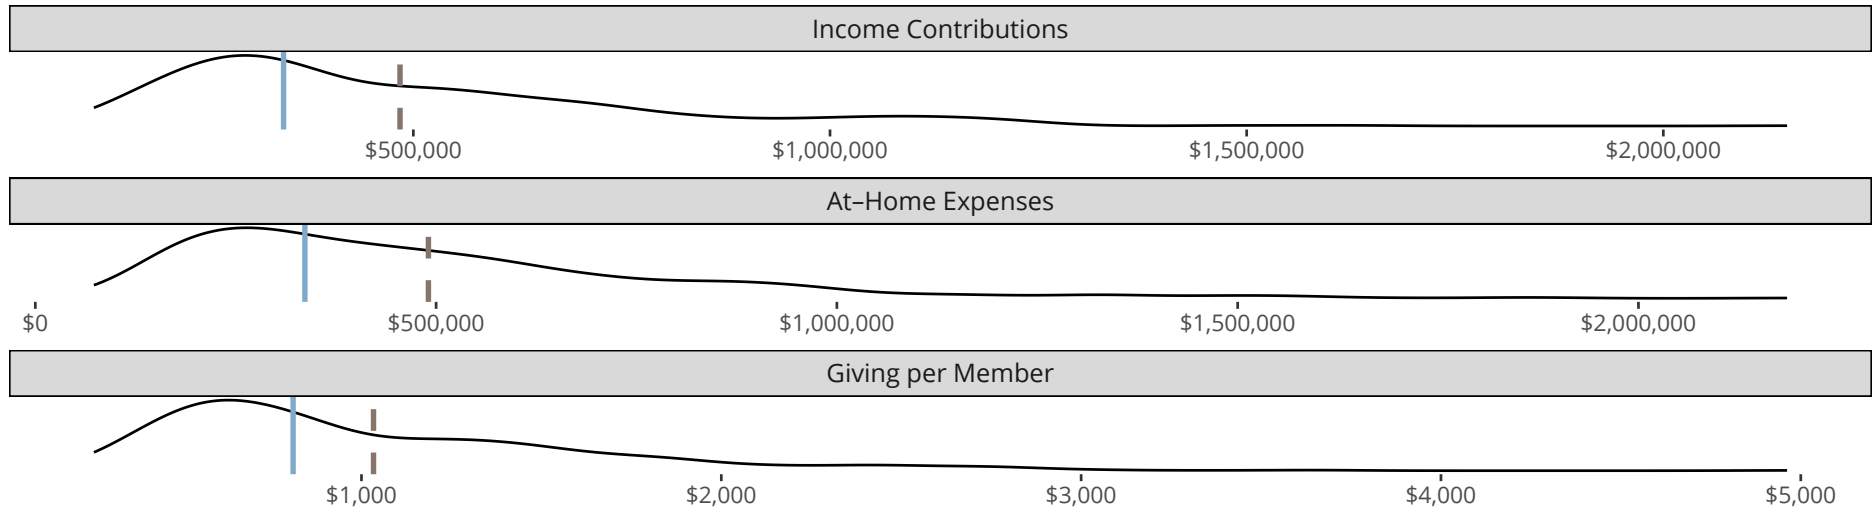 Income Contributions
$500,000 $1,000,000 $1,500,000 $2,000,000
At–Home Expenses
$0 $500,000 $1,000,000 $1,500,000 $2,000,000
Giving per Member
$1,000 $2,000 $3,000 $4,000 $5,000